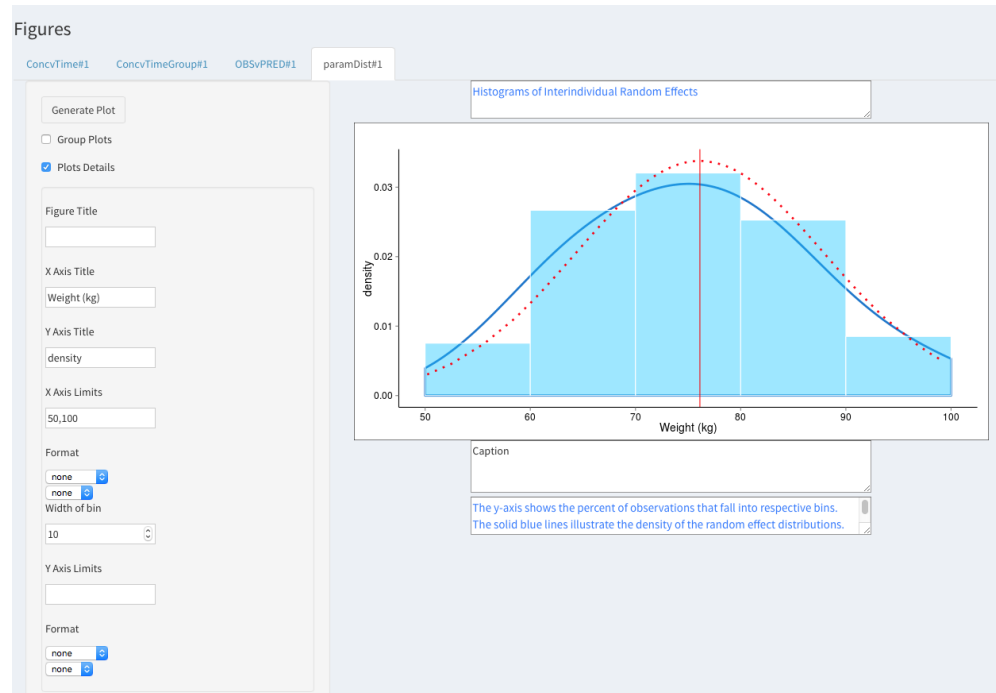 Figures
ConcvTime#1 ConcvTimeGroup#1 OBSvPRED#1 paramDist#1
Generate Plot
Group Plots
Plots Details
Figure Title
X Axis Title
Weight (kg)
Y Axis Title
density
X Axis Limits
50,100
Format
none
none
Width of bin
10
Y Axis Limits
Format
none
none
Histograms of Interindividual Random Effects
density
0.03
0.02
0.01
0.00
50 60 70 80 90 100
Weight (kg)
Caption
The y-axis shows the percent of observations that fall into respective bins.
The solid blue lines illustrate the density of the random effect distributions.